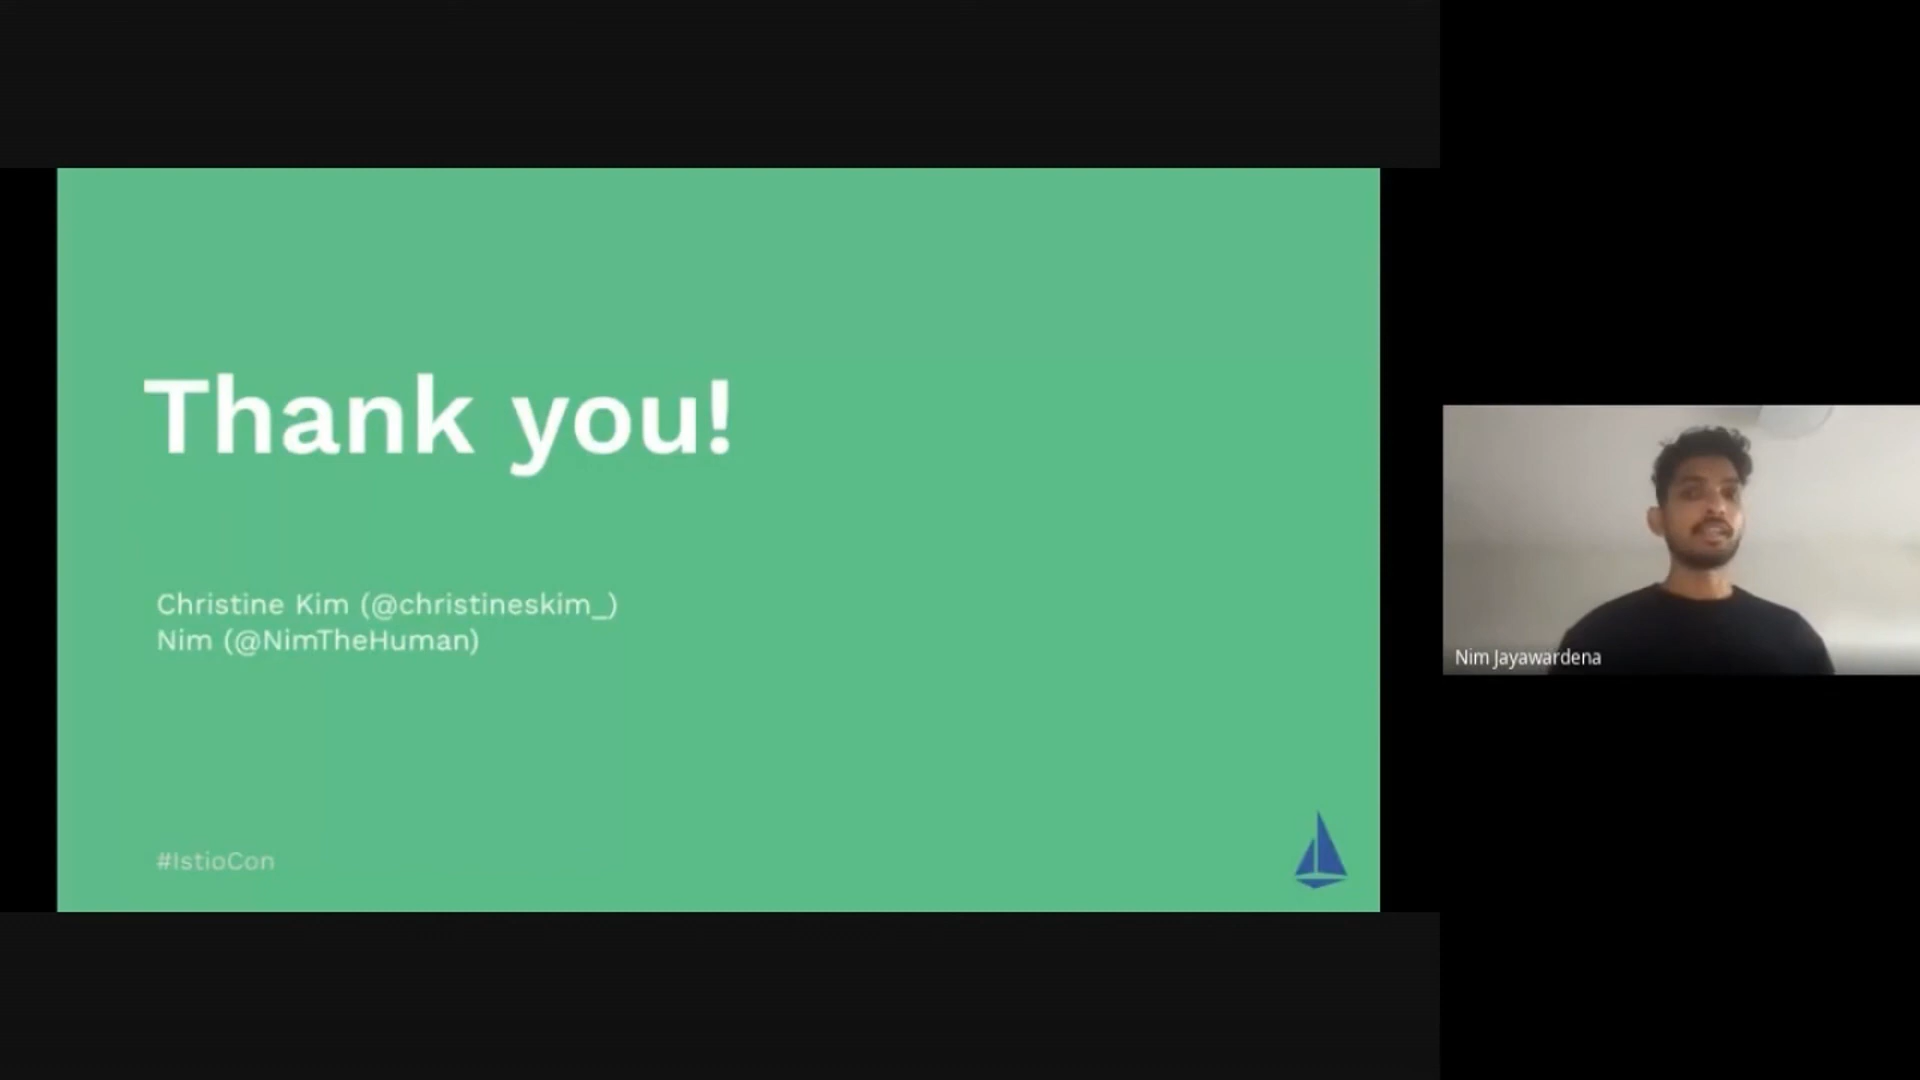 Thank you!
Christine Kim (@christineskim_)
Nim (@NimTheHuman)
#IstioCon
Nim Jayawardena